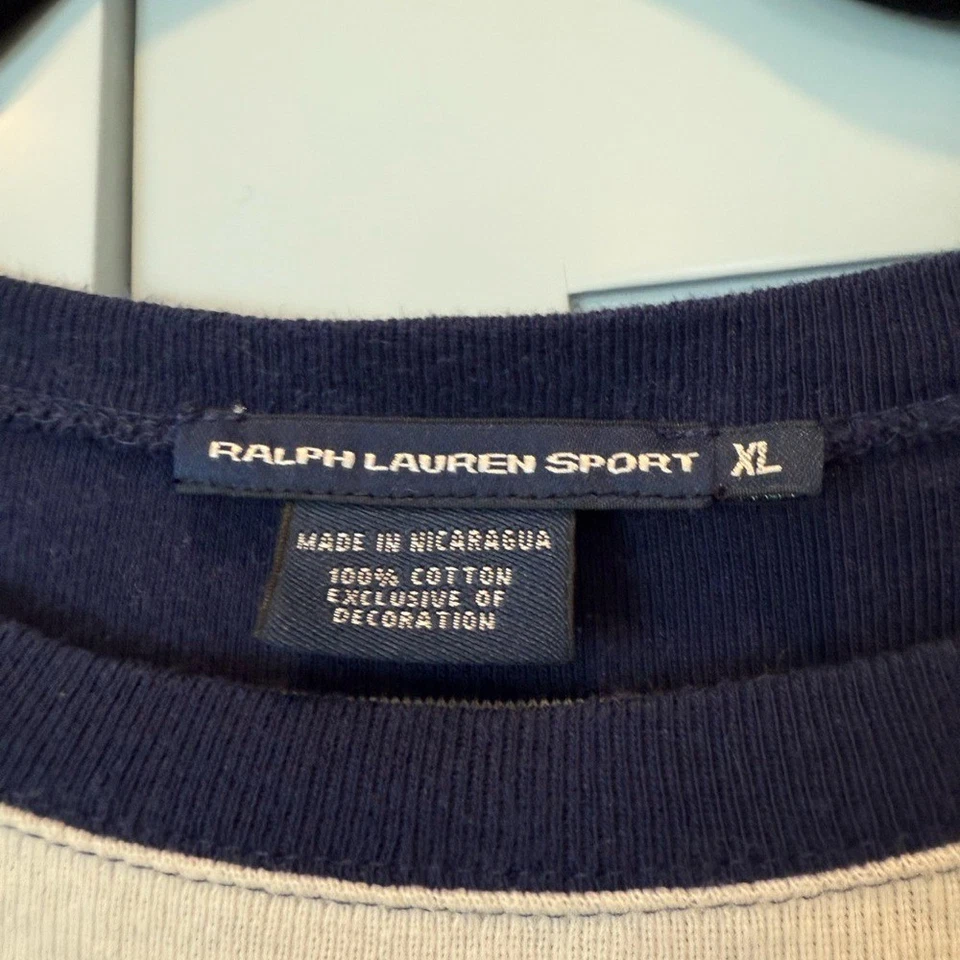 RALPH LAUREN SPORT XL
MADE IN NICARAGUA
100% COTTON
EXCLUSIVE OF
DECORATION